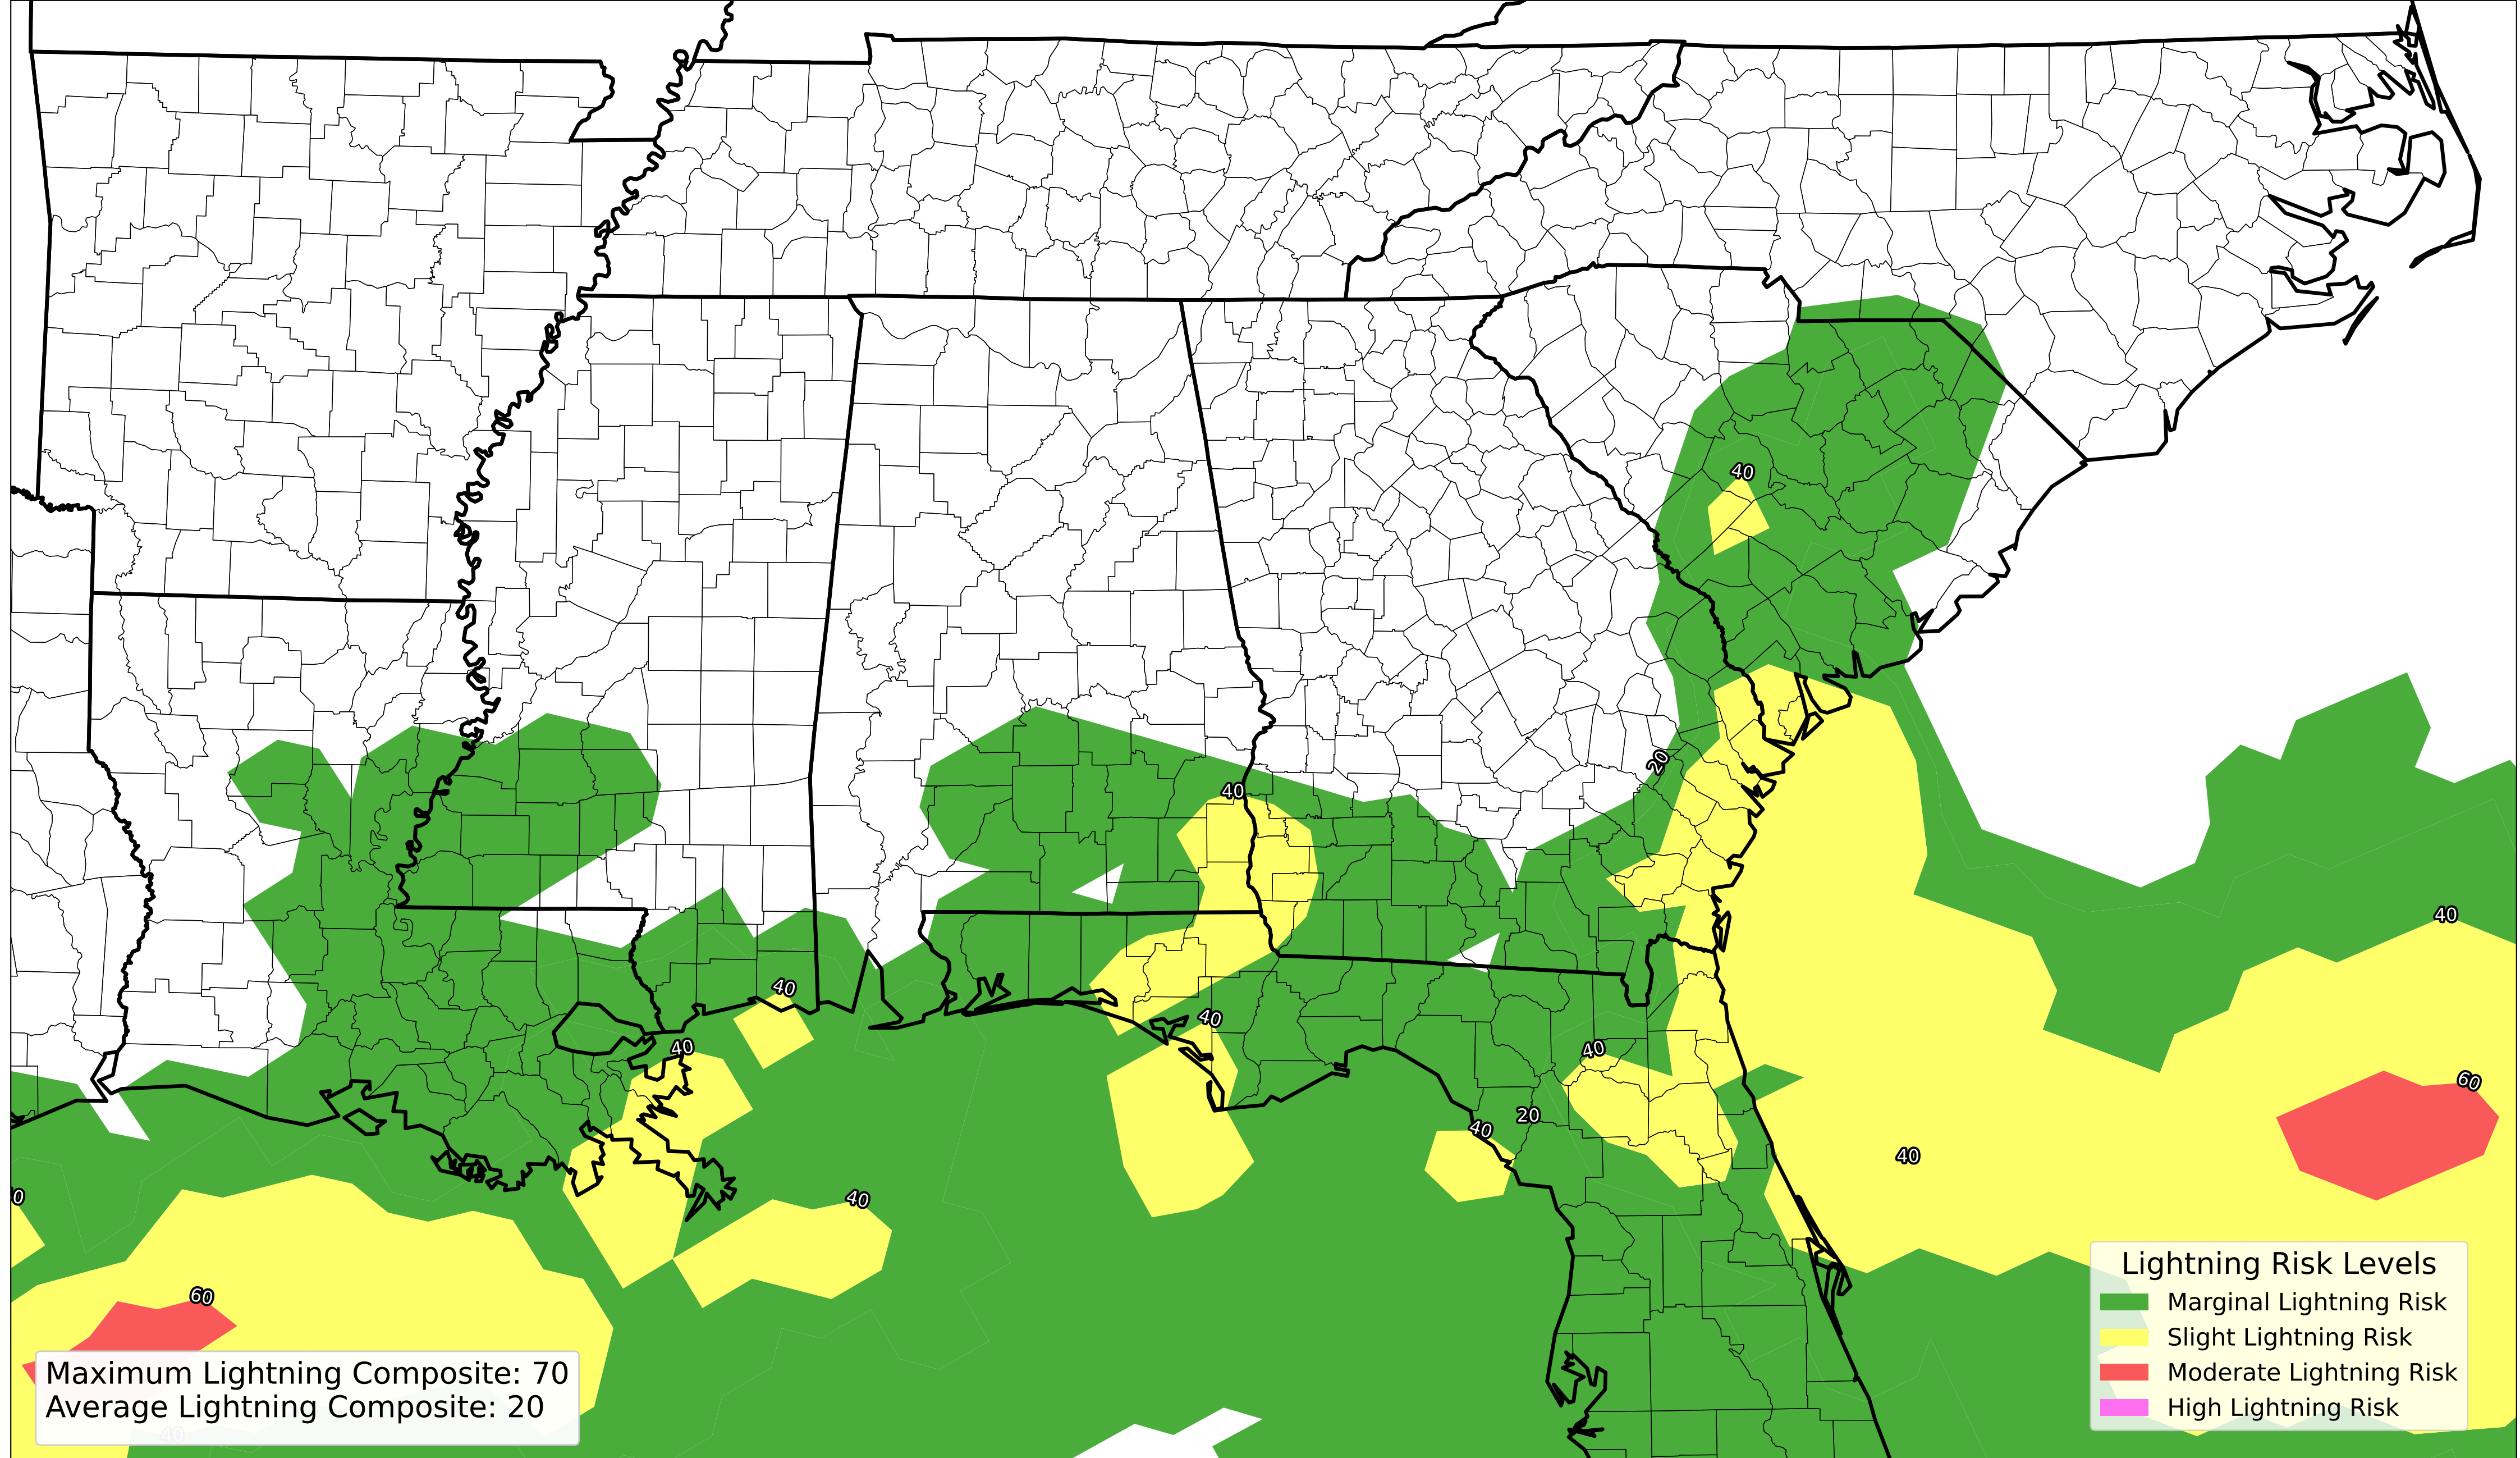 40
20
40
40
40
40
40
40
60
20
40
40
40
60
Lightning Risk Levels
Marginal Lightning Risk
Slight Lightning Risk
Moderate Lightning Risk
High Lightning Risk
Maximum Lightning Composite: 70
Average Lightning Composite: 20
40